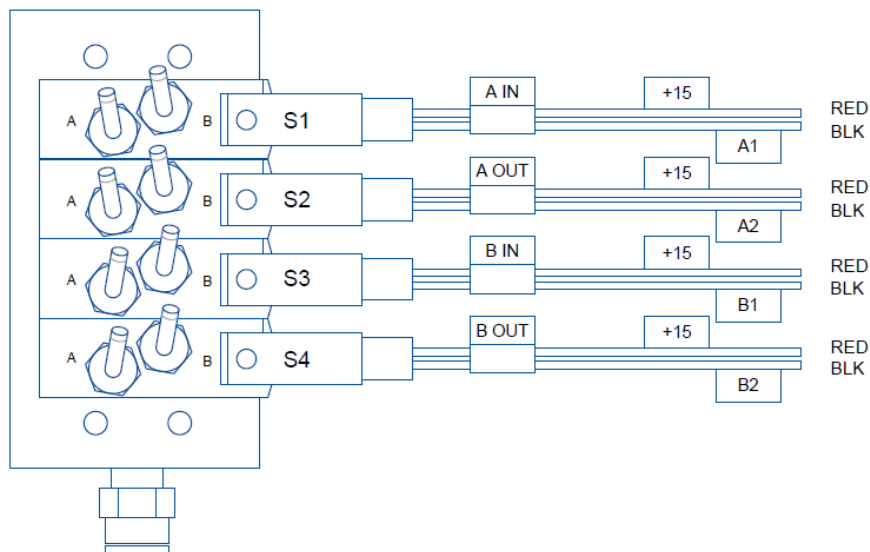 A IN +15 RED
A B S1 BLK
A1
A OUT +15
A B S2 RED
BLK
A2
B IN +15
A B S3 RED
BLK
B1
B OUT +15
A B S4 RED
BLK
B2